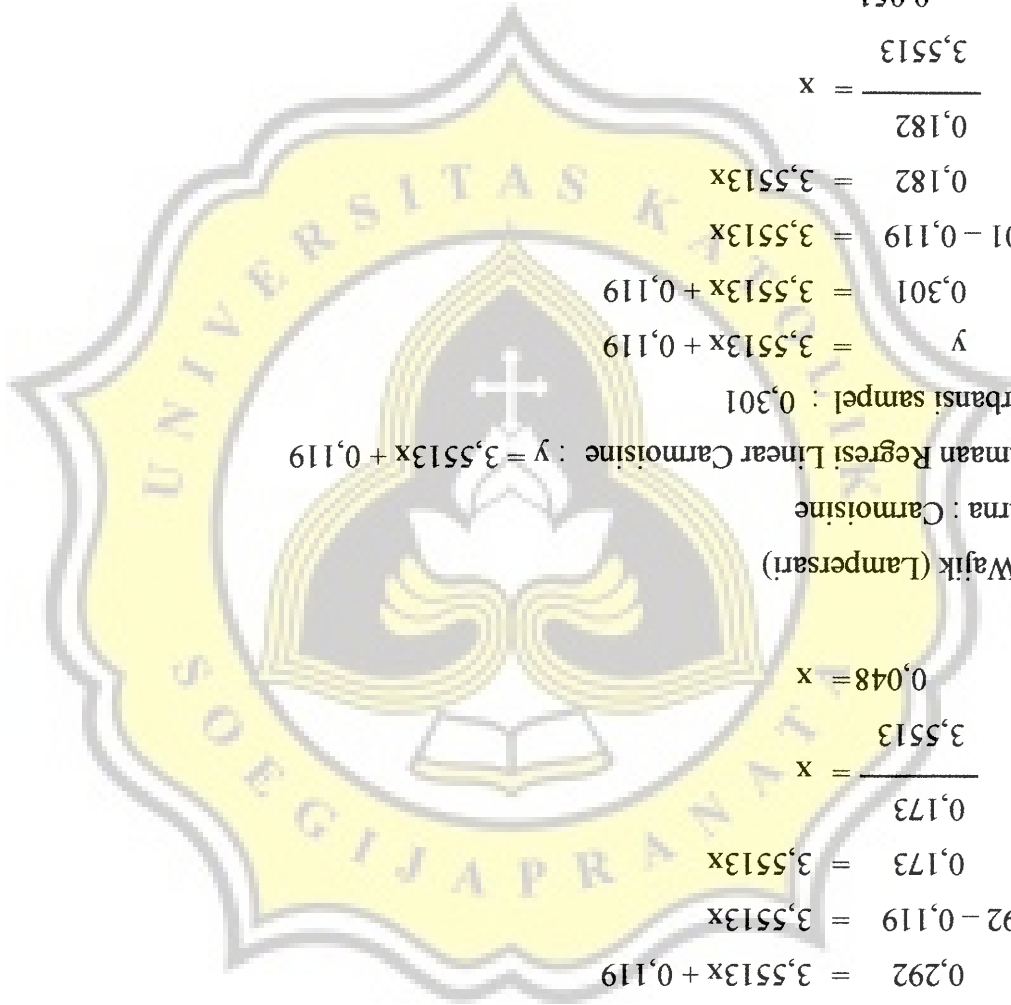 0,292 = 3,5513x + 0,119
92 – 0,119 = 3,5513x
0,173 = 3,5513x
0,173
= x
3,5513
0,048 = x
Wajik (Lampersari)
rna : Carmoisine
maan Regresi Linear Carmoisine : y = 3,5513x + 0,119
rbansi sampel : 0,301
y = 3,5513x + 0,119
0,301 = 3,5513x + 0,119
01 – 0,119 = 3,5513x
0,182 = 3,5513x
0,182
= x
3,5513
UNIVERSITAS KATOLIK
SOEGIJAPRANATA